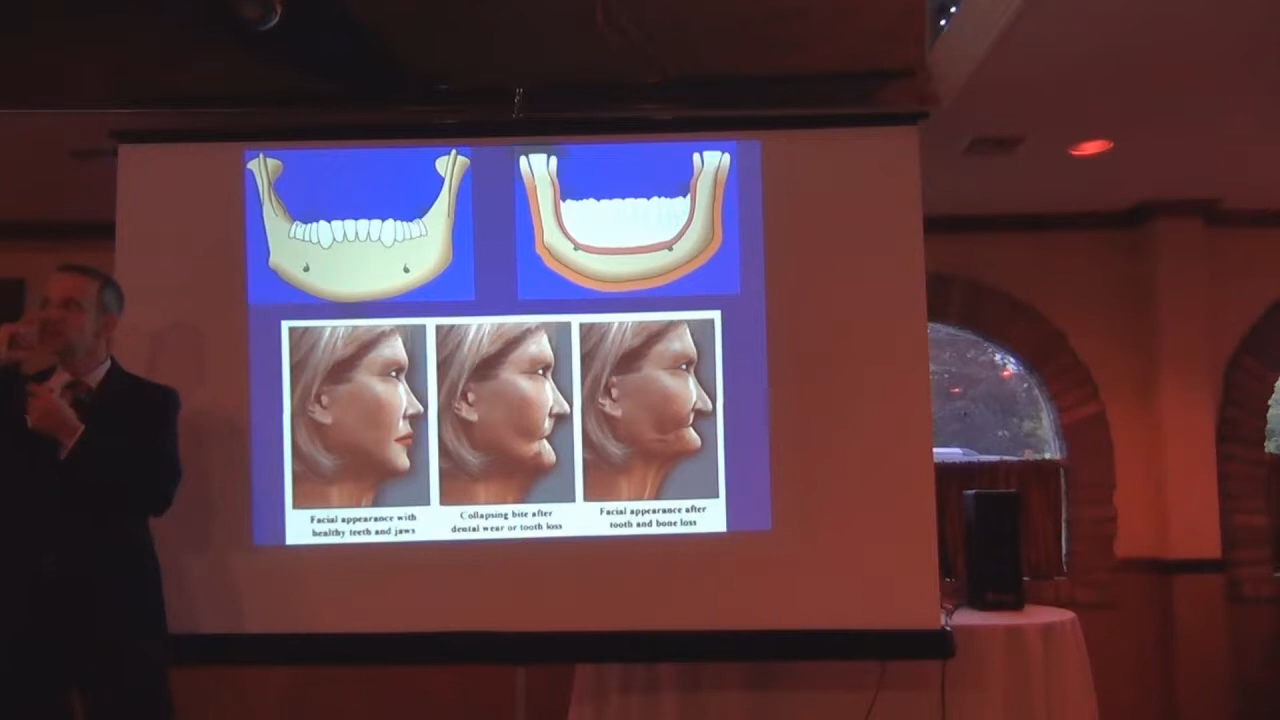 Facial appearance with
healthy teeth and jaws
Collapsing bite after
dental wear or tooth loss
Facial appearance after
tooth and bone loss